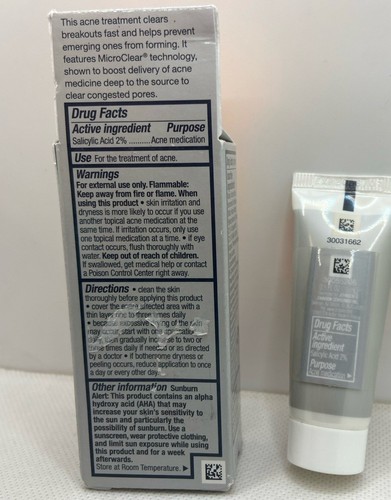 This acne treatment clears
breakouts fast and helps prevent
emerging ones from forming. It
features MicroClear® technology,
shown to boost delivery of acne
medicine deep to the source to
clear congested pores.
Drug Facts
Active ingredient Purpose
Salicylic Acid 2% ..........Acne medication
Use For the treatment of acne.
Warnings
For external use only. Flammable:
Keep away from fire or flame. When
using this product • skin irritation and
dryness is more likely to occur if you use
another topical acne medication at the
same time. If irritation occurs, only use
one topical medication at a time. • if eye
contact occurs, flush thoroughly with
water. Keep out of reach of children.
If swallowed, get medical help or contact
a Poison Control Center right away.
Directions • clean the skin
thoroughly before applying this product
• cover the affected area with a
thin layer to times daily
• because excessive drying of the skin
may occur, start with application
gradually increase to two or
three times daily if needed or as directed
by a doctor • if bothersome dryness or
peeling occurs, reduce application to once
a day or every other day.
Other information Sunburn
Alert: This product contains an alpha
hydroxy acid (AHA) that may
increase your skin's sensitivity to
the sun and particularly the
possibility of sunburn. Use a
sunscreen, wear protective clothing,
and limit sun exposure while using
this product and for a week
afterwards.
Store at Room Temperature. ▶
30031662
Drug Facts
Active
ingredient
Salicylic Acid 2%
Purpose
Acne medication ▶